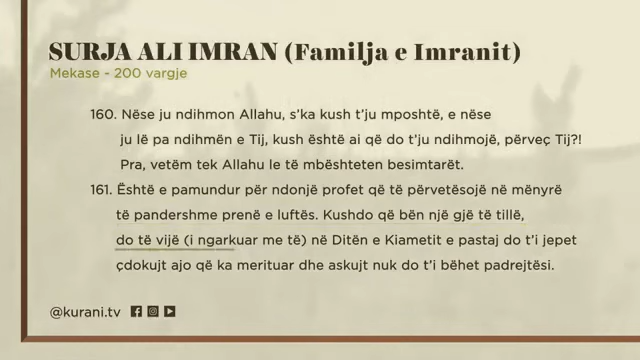 SURJA ALI IMRAN (Familja e Imranit)
Mekase - 200 vargje
160. Nëse ju ndihmon Allahu, s’ka kush t’ju mposhtë, e nëse
ju lë pa ndihmën e Tij, kush është ai që do t’ju ndihmojë, përveç Tij?!
Pra, vetëm tek Allahu le të mbështeten besimtarët.
161. Është e pamundur për ndonjë profet që të përvetësojë në mënyrë
të pandershme prenë e luftës. Kushdo që bën një gjë të tillë,
do të vijë (i ngarkuar me të) në Ditën e Kiametit e pastaj do t’i jepet
çdokujt ajo që ka merituar dhe askujt nuk do t’i bëhet padrejtësi.
@kurani.tv